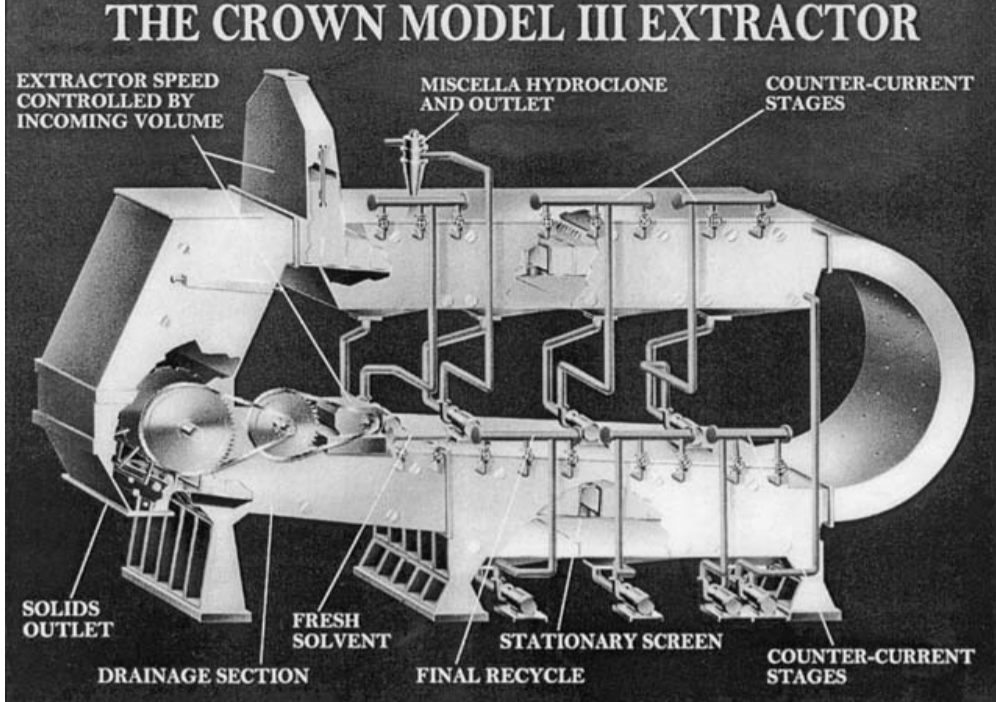 THE CROWN MODEL III EXTRACTOR
EXTRACTOR SPEED
CONTROLLED BY
INCOMING VOLUME
MISCELLA HYDROCLONE
AND OUTLET
COUNTER-CURRENT
STAGES
SOLIDS
OUTLET
DRAINAGE SECTION
FRESH
SOLVENT
FINAL RECYCLE
STATIONARY SCREEN
COUNTER-CURRENT
STAGES